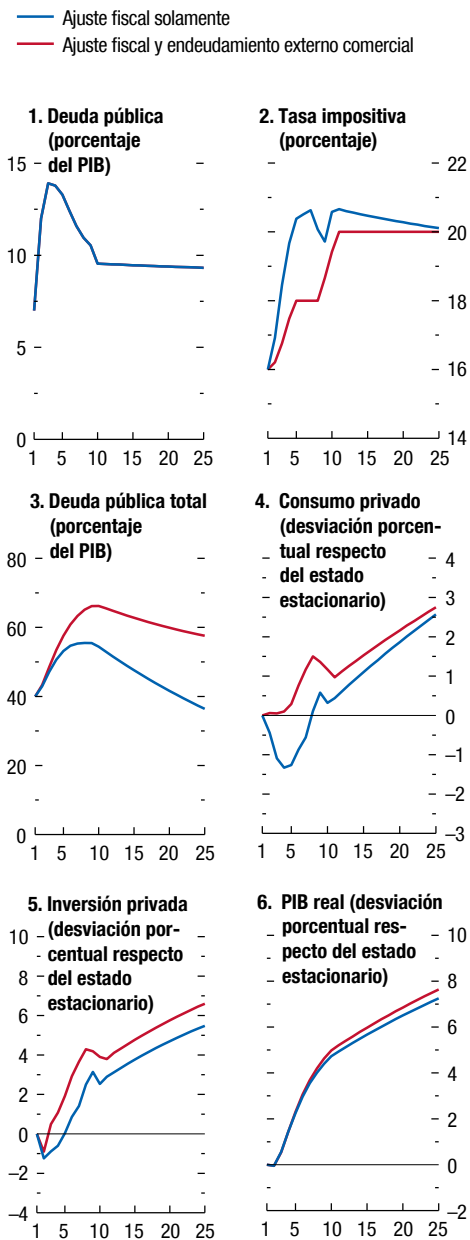 Ajuste fiscal solamente
Ajuste fiscal y endeudamiento externo comercial
1. Deuda pública
(porcentaje
del PIB)
15
10
5
0
1 5 10 15 20 25
2. Tasa impositiva
(porcentaje)
22
20
18
16
14
1 5 10 15 20 25
3. Deuda pública total
(porcentaje
del PIB)
80
60
40
20
0
1 5 10 15 20 25
4. Consumo privado
(desviación porcen-
tual respecto
del estado
estacionario)
4
3
2
1
0
–1
–2
–3
1 5 10 15 20 25
5. Inversión privada
(desviación por-
centual respecto
del estado
estacionario)
10
8
6
4
2
0
–2
–4
1 5 10 15 20 25
6. PIB real (desviación
porcentual res-
pecto del estado
estacionario)
10
8
6
4
2
0
–2
1 5 10 15 20 25